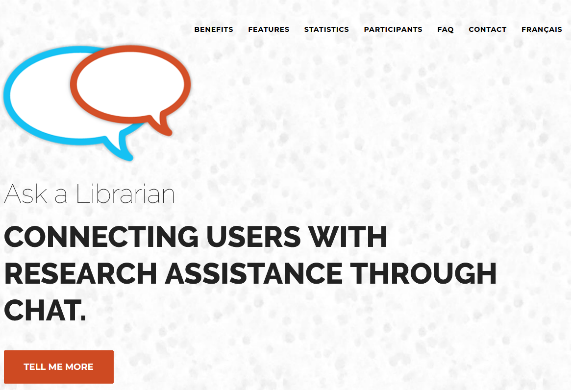 BENEFITS FEATURES STATISTICS PARTICIPANTS FAQ CONTACT FRANÇAIS
Ask a Librarian
CONNECTING USERS WITH
RESEARCH ASSISTANCE THROUGH
CHAT.
TELL ME MORE